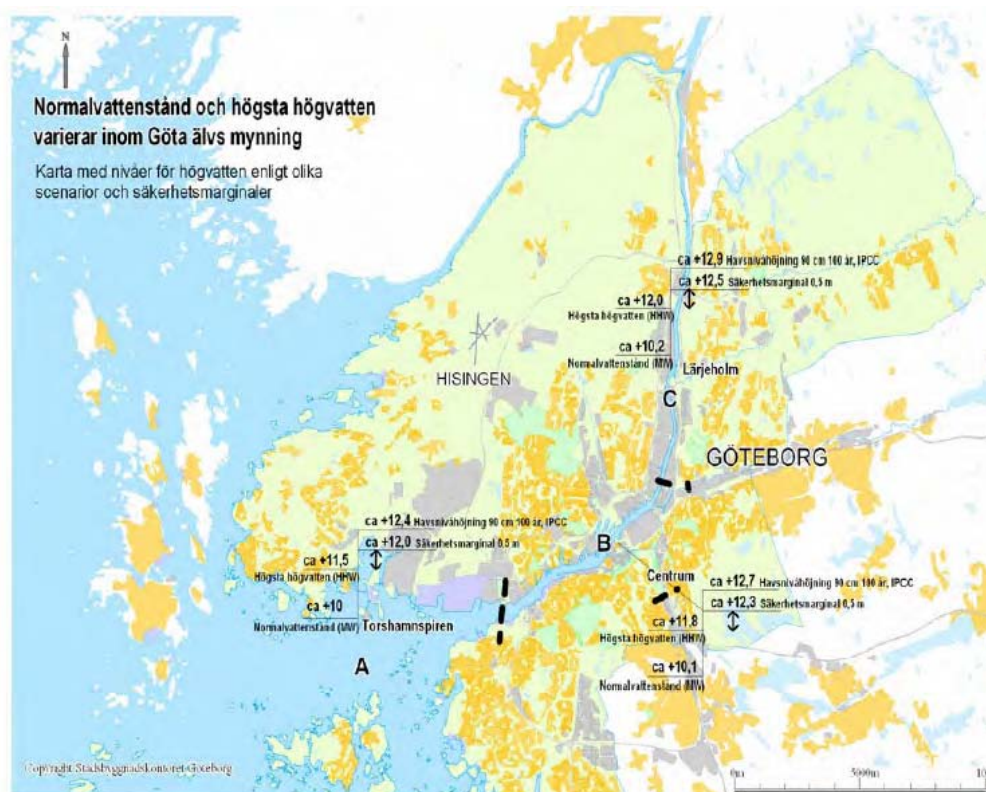 N
Normalvattenstånd och högsta högvatten
varierar inom Göta älvs mynning
Karta med nivåer för högvatten enligt olika
scenarior och säkerhetsmarginaler
ca +12,9 Havsnivåhöjning 90 cm 100 år, IPCC
ca +12,5 Säkerhetsmarginal 0,5 m
ca +12,0
Högsta högvatten (HHW)
ca +10,2
Normalvattenstånd (MW)
Lärjeholm
HISINGEN
C
GÖTEBORG
ca +12,4 Havsnivåhöjning 90 cm 100 år, IPCC
ca +12,0 Säkerhetsmarginal 0,5 m
ca +11,5
Högsta högvatten (HHW)
ca +10
Normalvattenstånd (MW)
Torshamnspiren
A
B
Centrum
ca +12,7 Havsnivåhöjning 90 cm 100 år, IPCC
ca +12,3 Säkerhetsmarginal 0,5 m
ca +11,8
Högsta högvatten (HHW)
ca +10,1
Normalvattenstånd (MW)
Copyright Stadsbyggnadskontoret Göteborg
0m 5000m 10